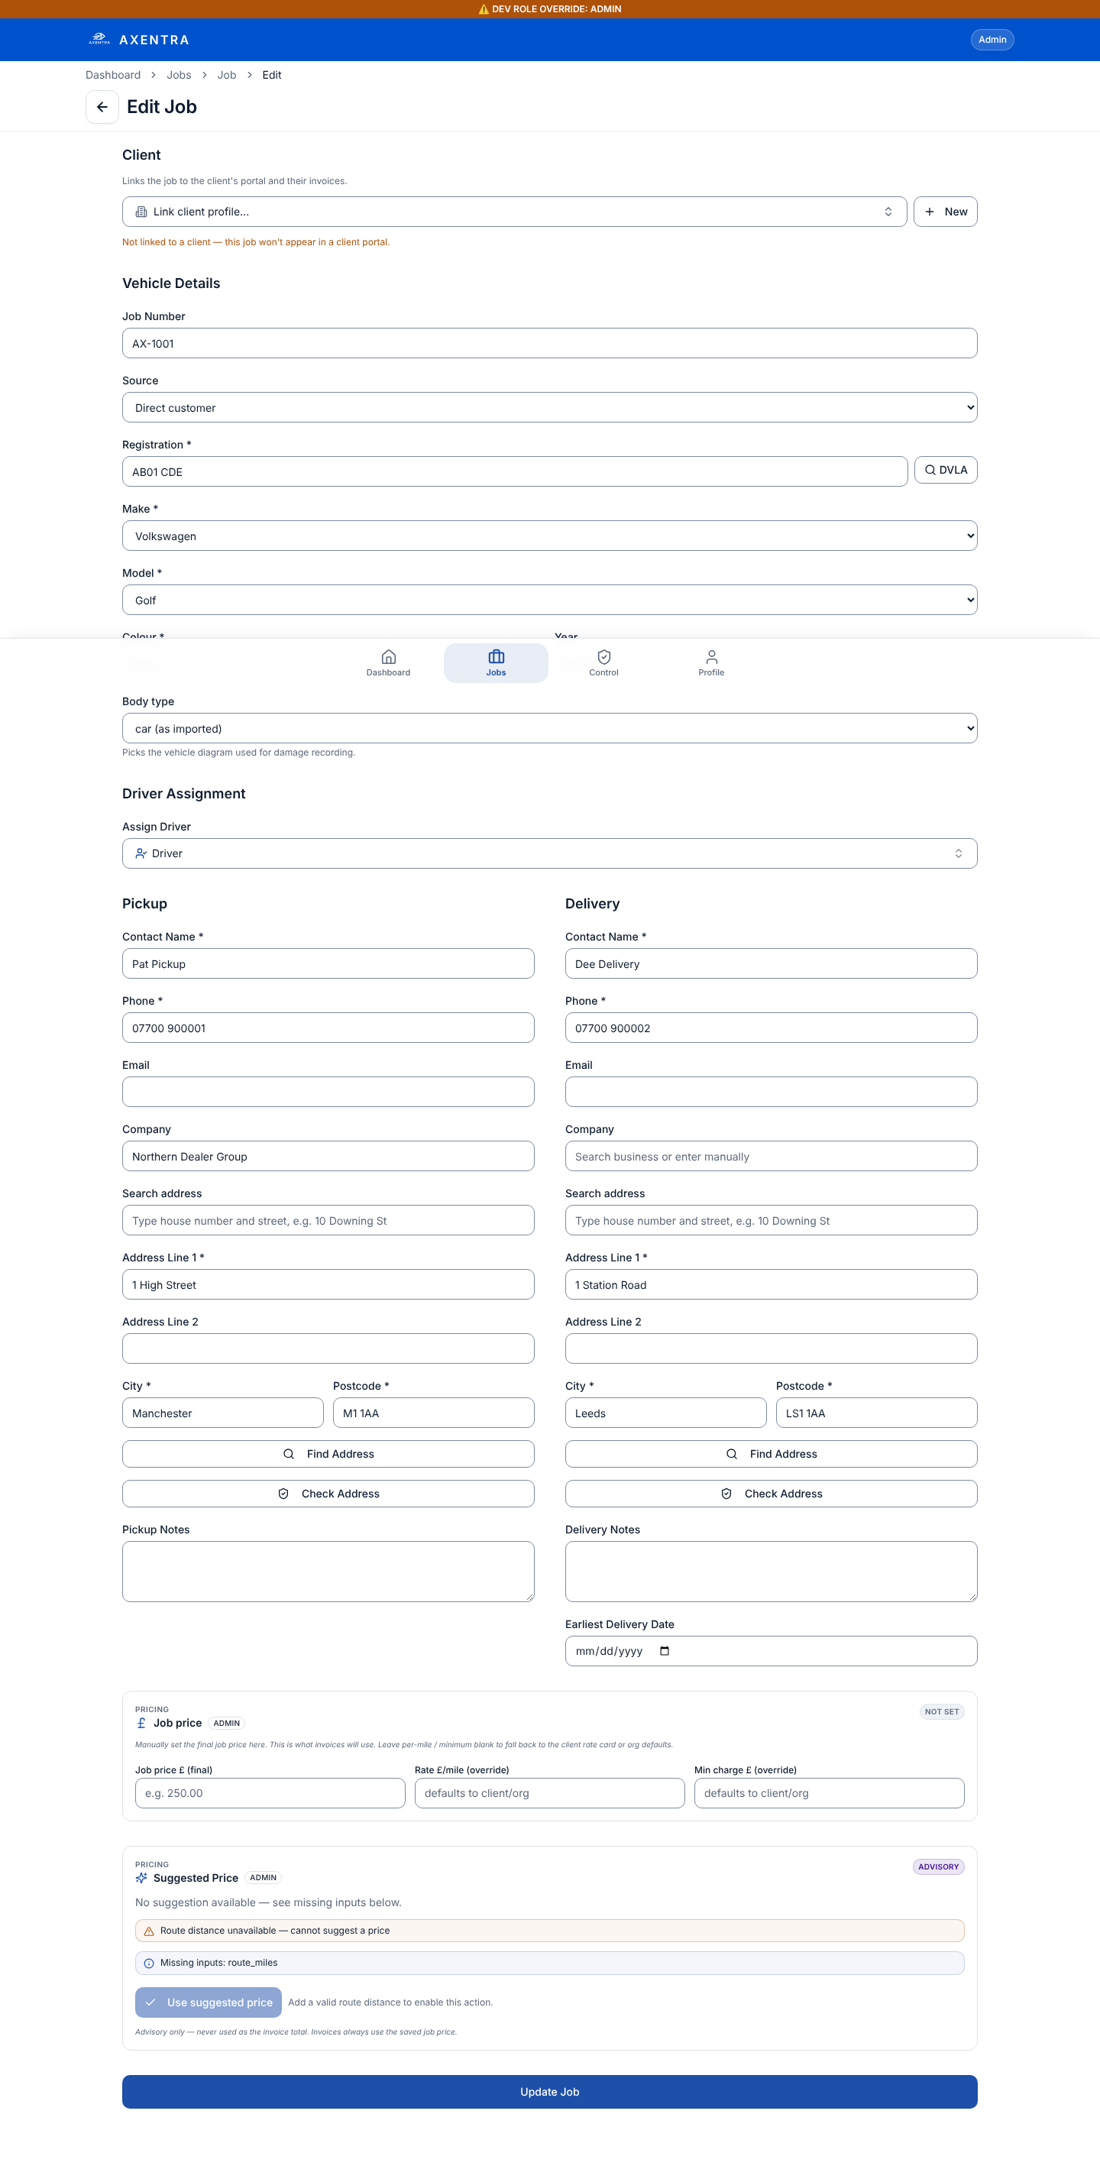 ⚠️ DEV ROLE OVERRIDE: ADMIN
AXENTRA AXENTRA
Admin
Dashboard > Jobs > Job > Edit
Edit Job
Client
Links the job to the client's portal and their invoices.
Link client profile...
New
Not linked to a client — this job won't appear in a client portal.
Vehicle Details
Job Number
AX-1001
Source
Direct customer
Registration *
AB01 CDE
DVLA
Make *
Volkswagen
Model *
Golf
Colour * Year
Dashboard Jobs Control Profile
Body type
car (as imported)
Picks the vehicle diagram used for damage recording.
Driver Assignment
Assign Driver
Driver
Pickup
Contact Name *
Pat Pickup
Phone *
07700 900001
Email
Company
Northern Dealer Group
Search address
Type house number and street, e.g. 10 Downing St
Address Line 1 *
1 High Street
Address Line 2
City * Postcode *
Manchester M1 1AA
Find Address
Check Address
Pickup Notes
Delivery
Contact Name *
Dee Delivery
Phone *
07700 900002
Email
Company
Search business or enter manually
Search address
Type house number and street, e.g. 10 Downing St
Address Line 1 *
1 Station Road
Address Line 2
City * Postcode *
Leeds LS1 1AA
Find Address
Check Address
Delivery Notes
Earliest Delivery Date
mm/dd/yyyy
PRICING
£ Job price ADMIN
NOT SET
Manually set the final job price here. This is what invoices will use. Leave per-mile / minimum blank to fall back to the client rate card or org defaults.
Job price £ (final) Rate £/mile (override) Min charge £ (override)
e.g. 250.00 defaults to client/org defaults to client/org
PRICING
Suggested Price ADMIN
ADVISORY
No suggestion available — see missing inputs below.
Route distance unavailable — cannot suggest a price
Missing inputs: route_miles
Use suggested price Add a valid route distance to enable this action.
Advisory only — never used as the invoice total. Invoices always use the saved job price.
Update Job